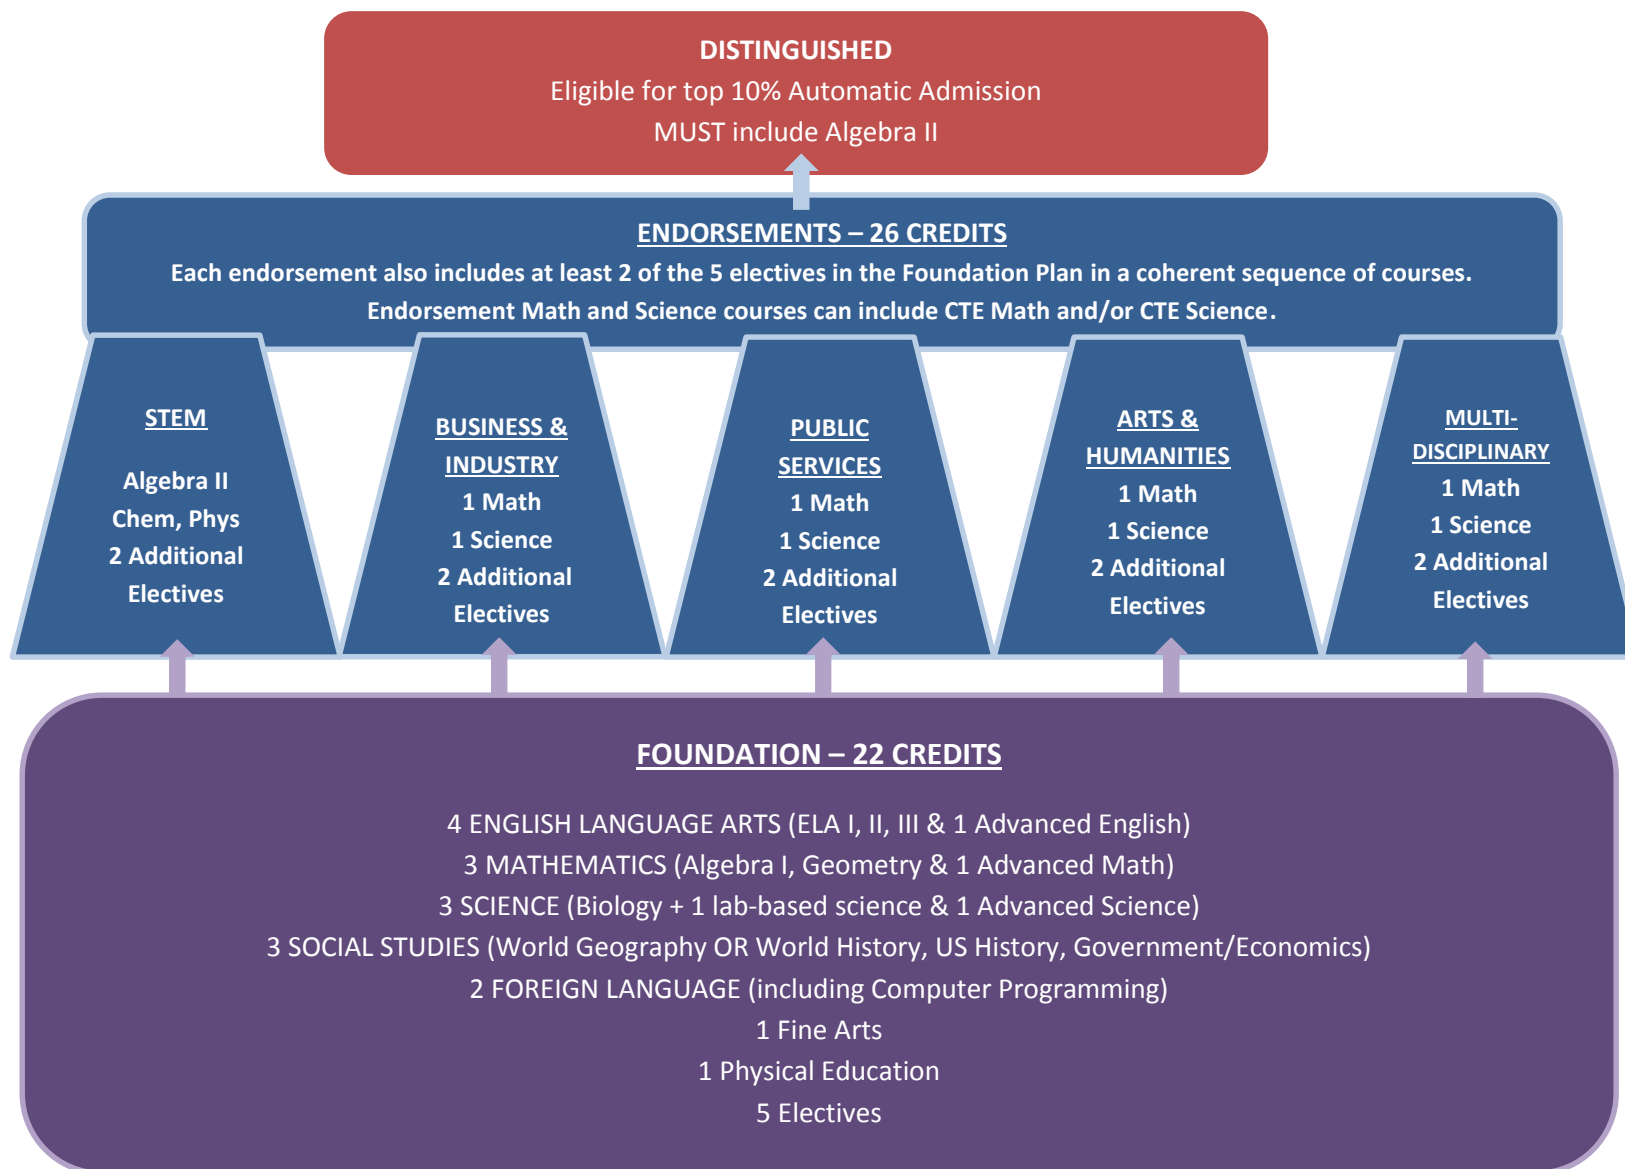 DISTINGUISHED
Eligible for top 10% Automatic Admission
MUST include Algebra II
ENDORSEMENTS – 26 CREDITS
Each endorsement also includes at least 2 of the 5 electives in the Foundation Plan in a coherent sequence of courses.
Endorsement Math and Science courses can include CTE Math and/or CTE Science.
STEM
Algebra II
Chem, Phys
2 Additional
Electives
BUSINESS &
INDUSTRY
1 Math
1 Science
2 Additional
Electives
PUBLIC
SERVICES
1 Math
1 Science
2 Additional
Electives
ARTS &
HUMANITIES
1 Math
1 Science
2 Additional
Electives
MULTI-
DISCIPLINARY
1 Math
1 Science
2 Additional
Electives
FOUNDATION – 22 CREDITS
4 ENGLISH LANGUAGE ARTS (ELA I, II, III & 1 Advanced English)
3 MATHEMATICS (Algebra I, Geometry & 1 Advanced Math)
3 SCIENCE (Biology + 1 lab-based science & 1 Advanced Science)
3 SOCIAL STUDIES (World Geography OR World History, US History, Government/Economics)
2 FOREIGN LANGUAGE (including Computer Programming)
1 Fine Arts
1 Physical Education
5 Electives